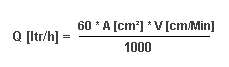 Q [ltr/h] = 60 * A [cm²] * V [cm/Min]
1000